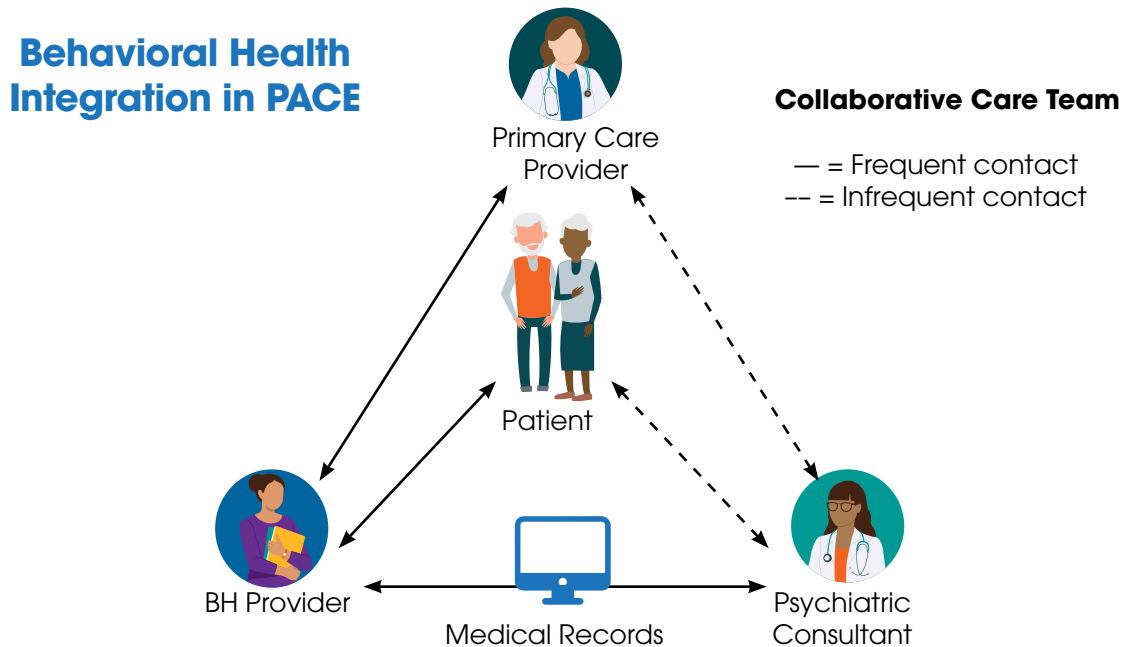 Behavioral Health
Integration in PACE
Primary Care
Provider
Collaborative Care Team
— = Frequent contact
-- = Infrequent contact
Patient
BH Provider
Medical Records
Psychiatric
Consultant